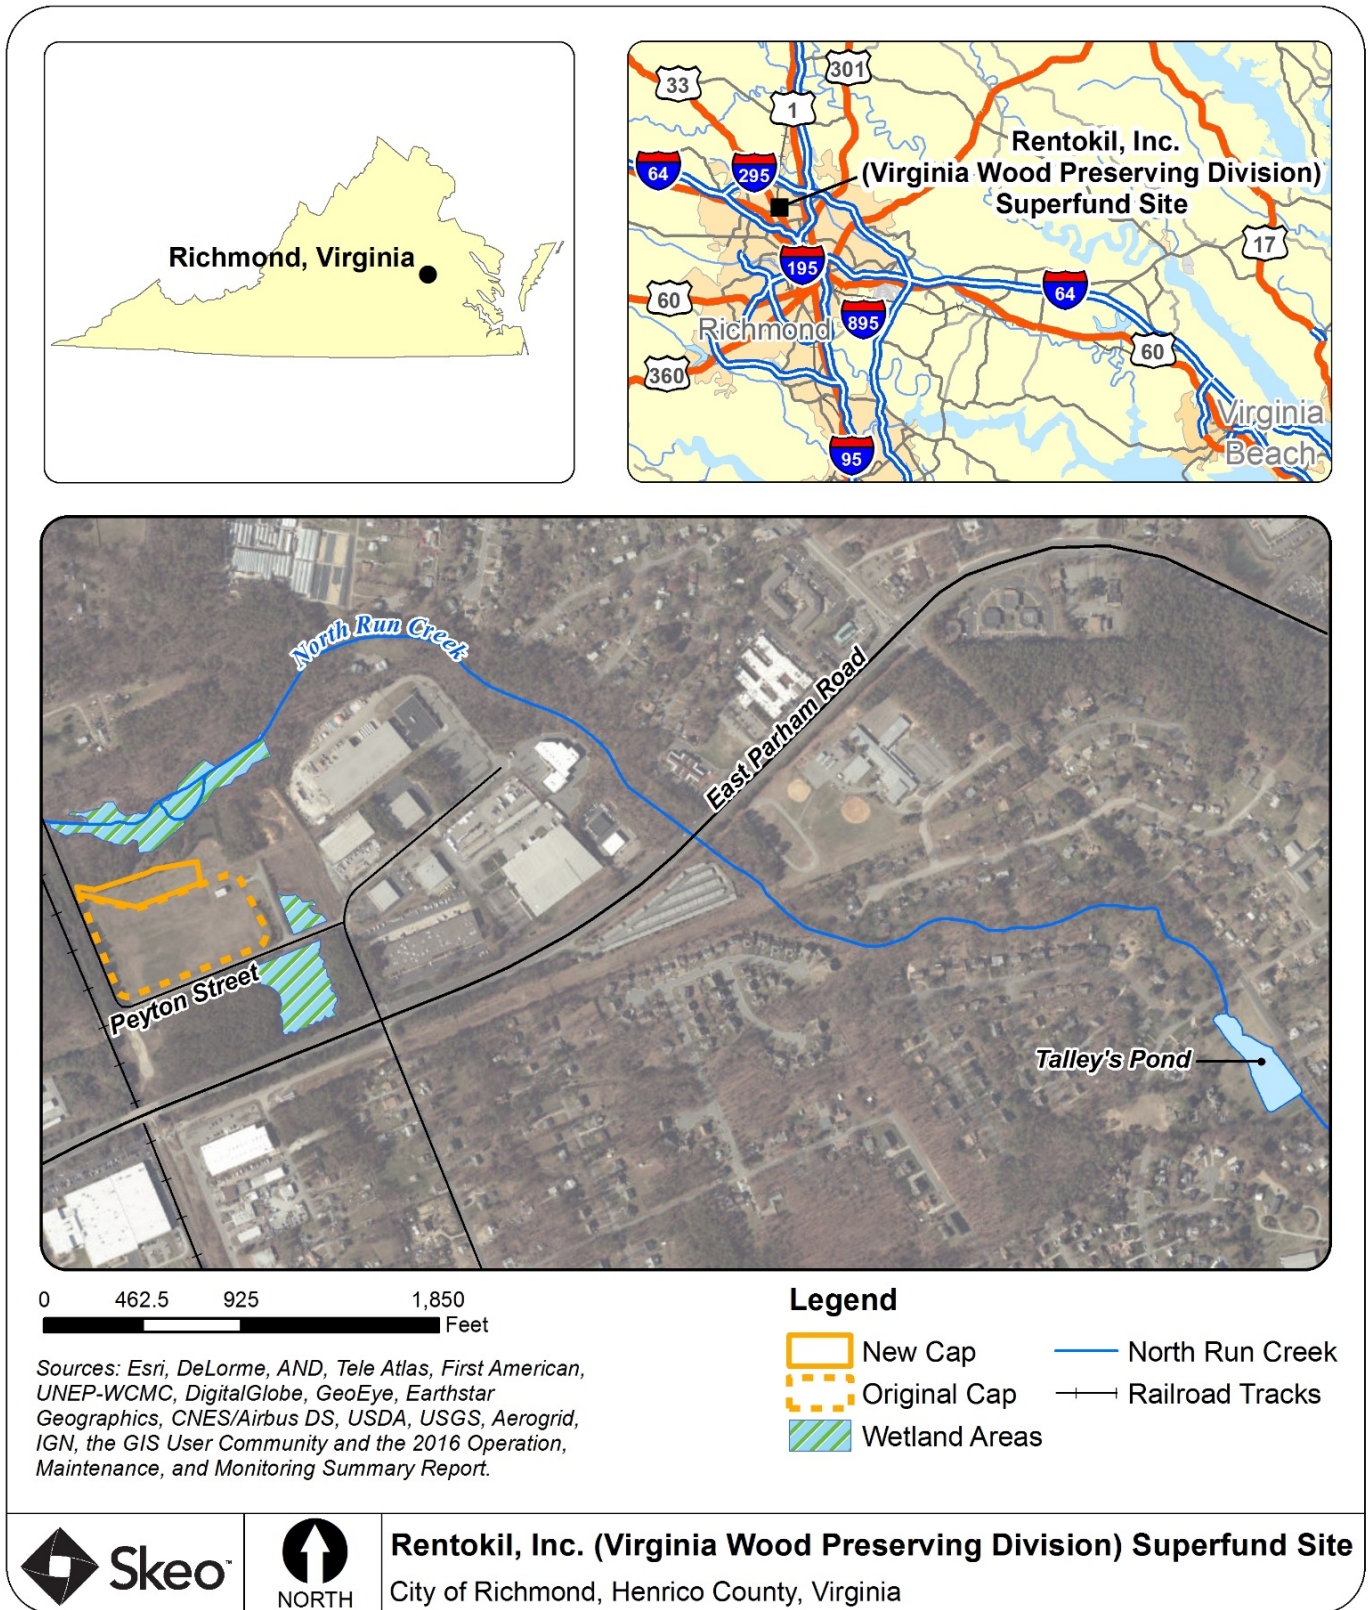 Richmond, Virginia
33
301
1
Rentokil, Inc.
(Virginia Wood Preserving Division)
Superfund Site
64
295
17
195
64
60
895
Richmond
60
360
Virginia
Beach
95
North Run Creek
East Parham Road
Peyton Street
Talley's Pond
0 462.5 925 1,850
Feet
Sources: Esri, DeLorme, AND, Tele Atlas, First American,
UNEP-WCMC, DigitalGlobe, GeoEye, Earthstar
Geographics, CNES/Airbus DS, USDA, USGS, Aerogrid,
IGN, the GIS User Community and the 2016 Operation,
Maintenance, and Monitoring Summary Report.
Legend
New Cap
North Run Creek
Original Cap
Railroad Tracks
Wetland Areas
Skeo™
NORTH
Rentokil, Inc. (Virginia Wood Preserving Division) Superfund Site
City of Richmond, Henrico County, Virginia